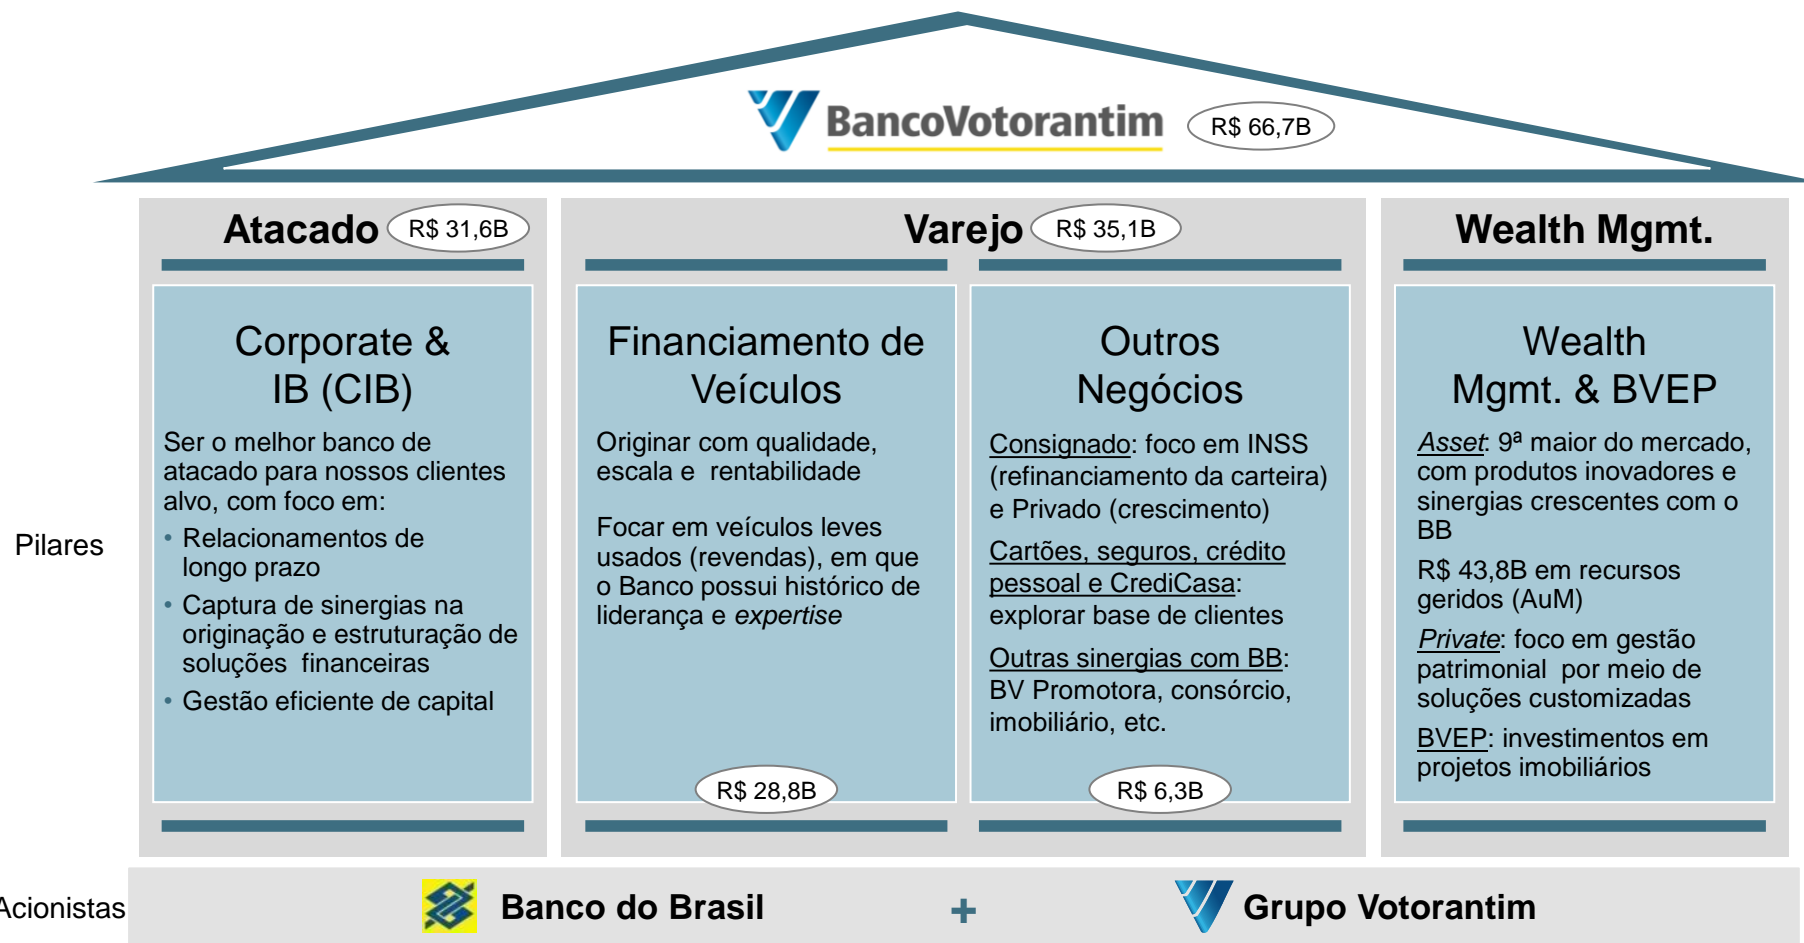 BancoVotorantim
R$ 66,7B
Atacado
R$ 31,6B
Varejo
R$ 35,1B
Wealth Mgmt.
Pilares
Corporate &
IB (CIB)
Ser o melhor banco de
atacado para nossos clientes
alvo, com foco em:
• Relacionamentos de
longo prazo
• Captura de sinergias na
originação e estruturação de
soluções financeiras
• Gestão eficiente de capital
Financiamento de
Veículos
Originar com qualidade,
escala e rentabilidade
Focar em veículos leves
usados (revendas), em que
o Banco possui histórico de
liderança e expertise
R$ 28,8B
Outros
Negócios
Consignado: foco em INSS
(refinanciamento da carteira)
e Privado (crescimento)
Cartões, seguros, crédito
pessoal e CrediCasa:
explorar base de clientes
Outras sinergias com BB:
BV Promotora, consórcio,
imobiliário, etc.
R$ 6,3B
Wealth
Mgmt. & BVEP
Asset: 9ª maior do mercado,
com produtos inovadores e
sinergias crescentes com o
BB
R$ 43,8B em recursos
geridos (AuM)
Private: foco em gestão
patrimonial por meio de
soluções customizadas
BVEP: investimentos em
projetos imobiliários
Acionistas
Banco do Brasil
+
Grupo Votorantim